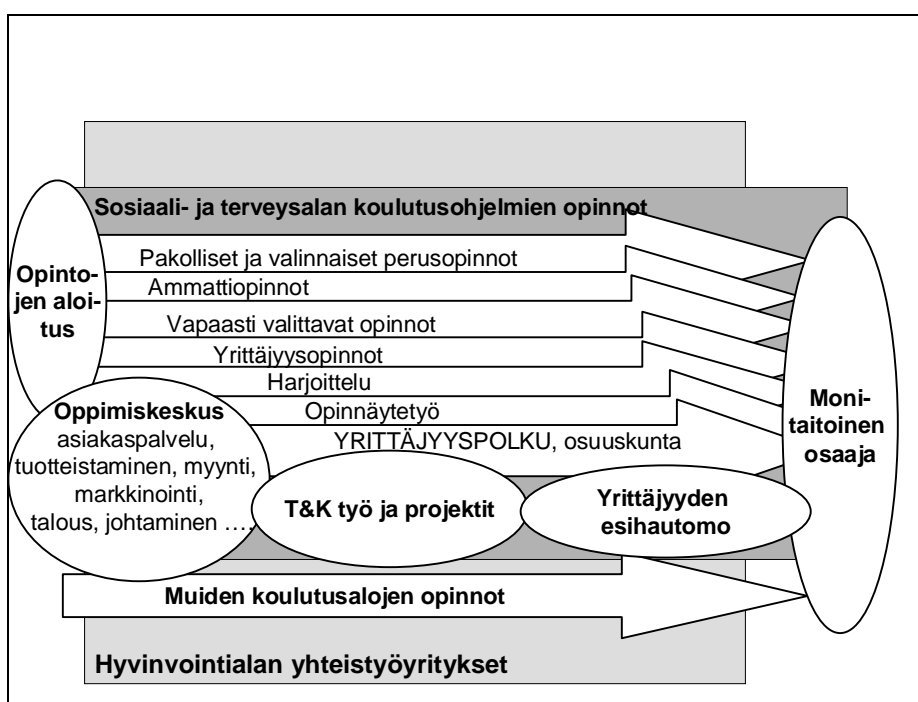 Sosiaali- ja terveysalan koulutusohjelmien opinnot
Opinto-
jen aloi-
tus
Pakolliset ja valinnaiset perusopinnot
Ammattiopinnot
Vapaasti valittavat opinnot
Yrittäjyysopinnot
Harjoittelu
Opinnäytetyö
YRITTÄJYYSPOLKU, osuuskunta
Oppimiskeskus
asiakaspalvelu,
tuotteistaminen, myynti,
markkinointi,
talous, johtaminen ….
T&K työ ja projektit
Yrittäjyyden
esihautomo
Moni-
taitoinen
osaaja
Muiden koulutusalojen opinnot
Hyvinvointialan yhteistyöyritykset